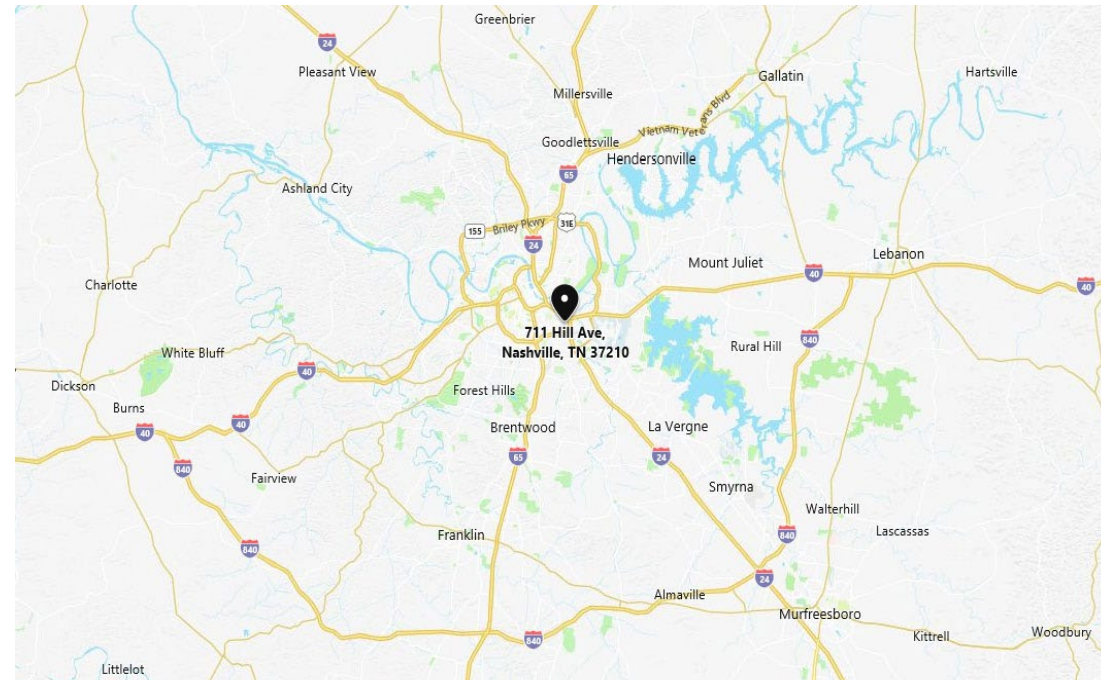 Greenbrier
24
Pleasant View
Gallatin
Hartsville
Millersville
Vietnam Veterans Blvd
Goodlettsville
Hendersonville
65
Ashland City
155
Briley Pkwy
31E
24
Mount Juliet
Lebanon
40
40
Charlotte
711 Hill Ave,
Nashville, TN 37210
840
Rural Hill
White Bluff
40
Dickson
Forest Hills
Burns
40
40
Brentwood
La Vergne
65
24
840
Fairview
Smyrna
Walterhill
Franklin
840
Lascassas
840
24
Almaville
Murfreesboro
840
Kittrell
Woodbury
Littlelot